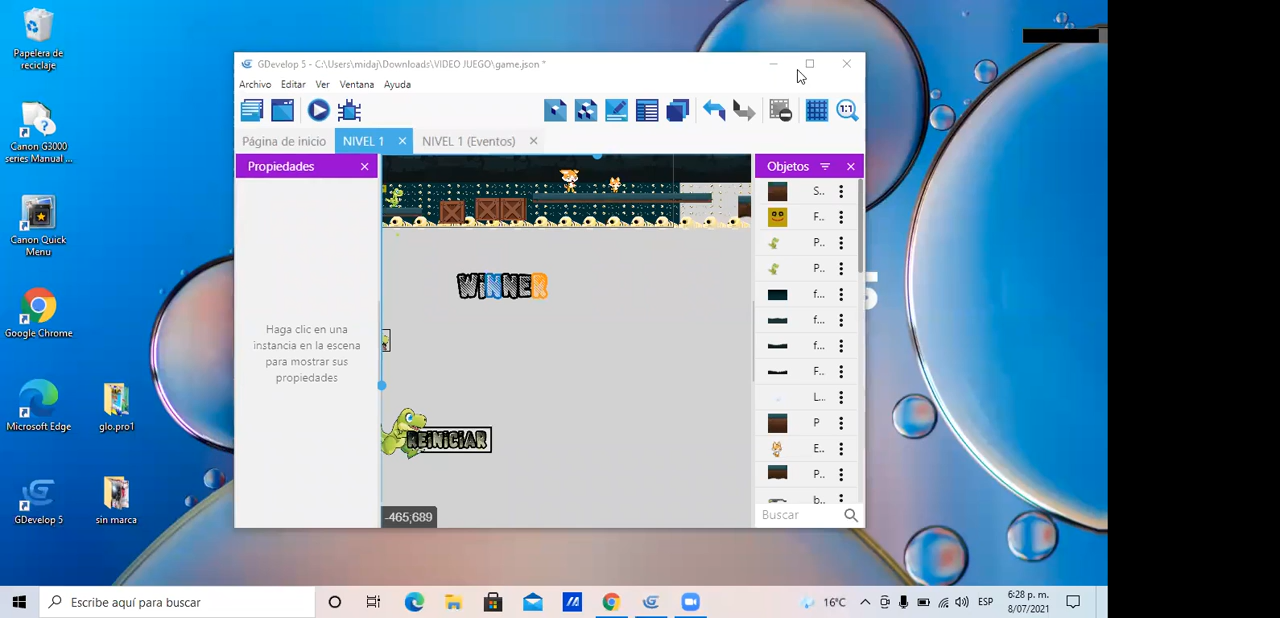 Papelera de
reciclaje
Canon G3000
series Manual ...
Canon Quick
Menu
Google Chrome
Microsoft Edge
glo.pro1
GDevelop 5
sin marca
GDevelop 5 - C:\Users\midaj\Downloads\VIDEO JUEGO\game.json *
Archivo Editar Ver Ventana Ayuda
1:1
Página de inicio NIVEL 1 NIVEL 1 (Eventos)
Propiedades
Haga clic en una
instancia en la escena
para mostrar sus
propiedades
WINNER
REINICIAR
-465;689
Objetos
S..
F..
P..
P..
f...
f...
f...
F..
L...
P
E..
P..
b..
Buscar
Escribe aquí para buscar
16°C
ESP
6:28 p. m.
8/07/2021